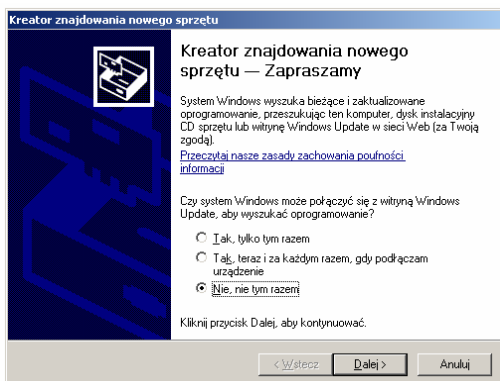 Kreator znajdowania nowego sprzętu
Kreator znajdowania nowego
sprzętu — Zapraszamy
System Windows wyszuka bieżące i zaktualizowane
oprogramowanie, przeszukując ten komputer, dysk instalacyjny
CD sprzętu lub witrynę Windows Update w sieci Web (za Twoją
zgodą).
Przeczytaj nasze zasady zachowania poufności
informacji
Czy system Windows może połączyć się z witryną Windows
Update, aby wyszukać oprogramowanie?
Tak, tylko tym razem
Tak, teraz i za każdym razem, gdy podłączam
urządzenie
Nie, nie tym razem
Kliknij przycisk Dalej, aby kontynuować.
< Wstecz
Dalej >
Anuluj